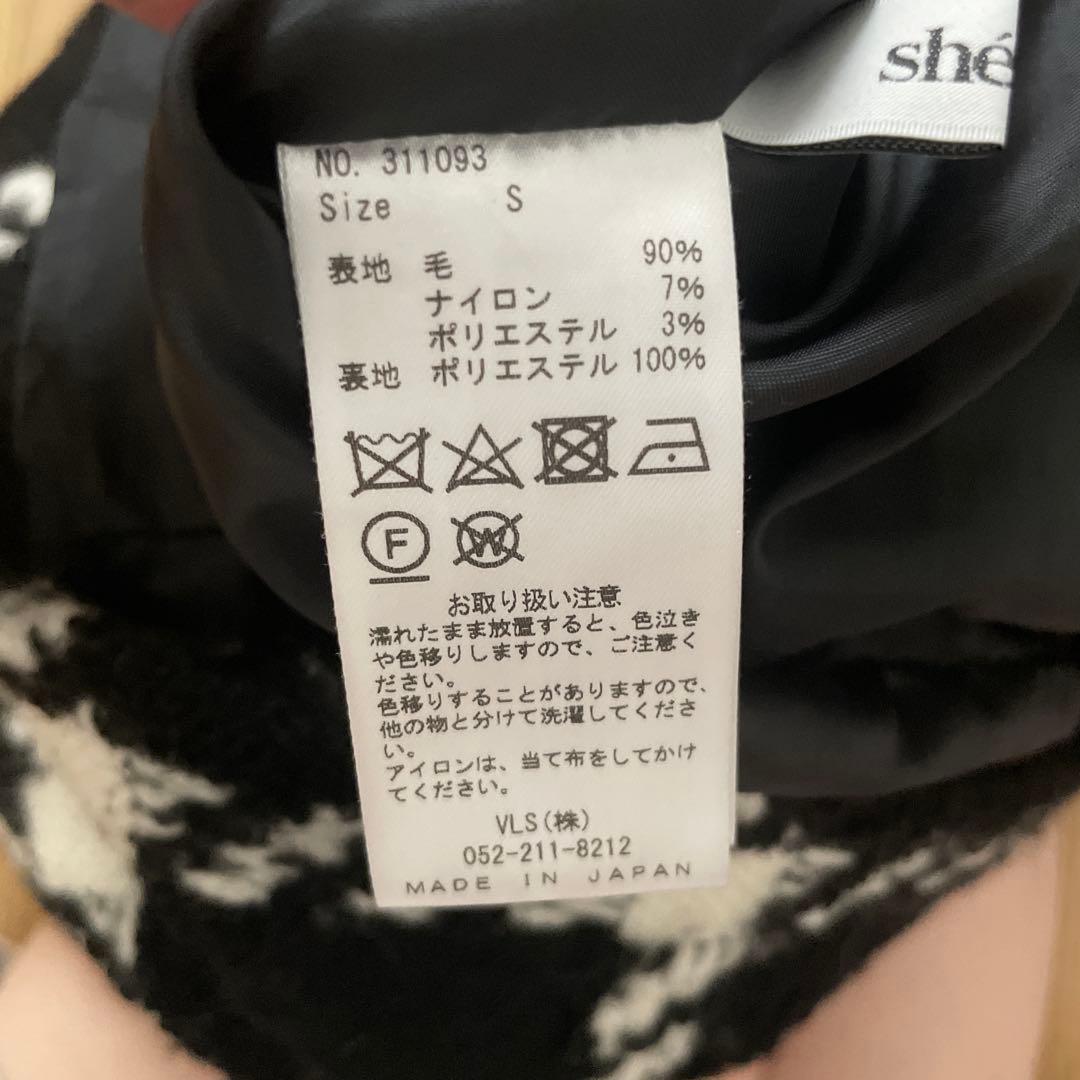 shé
NO. 311093
Size S
表地 毛 90%
ナイロン 7%
ポリエステル 3%
裏地 ポリエステル 100%
F
W
お取り扱い注意
濡れたまま放置すると、色泣き
や色移りしますので、ご注意く
ださい。
色移りすることがありますので、
他の物と分けて洗濯してくださ
い。
アイロンは、当て布をしてかけ
てください。
VLS(株)
052-211-8212
MADE IN JAPAN